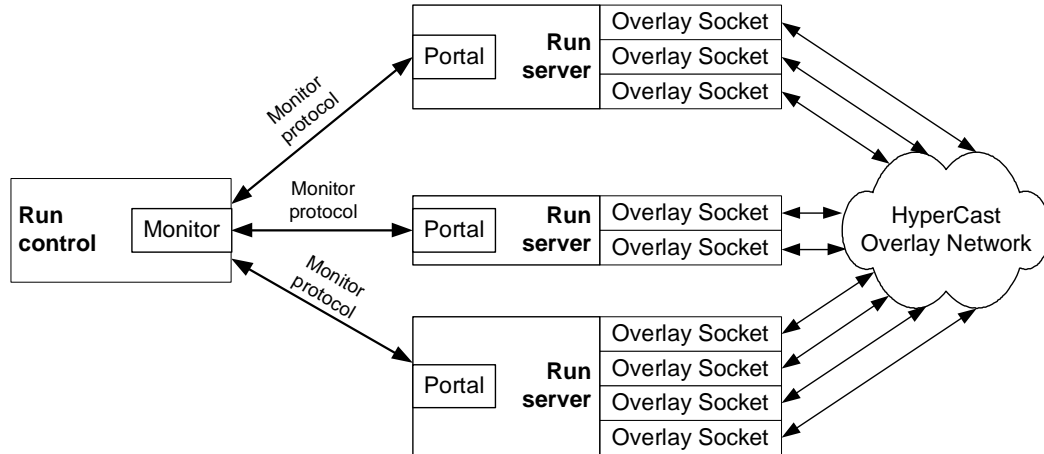 Run
control
Monitor
Monitor
protocol
Monitor
protocol
Monitor
protocol
Portal
Run
server
Overlay Socket
Overlay Socket
Overlay Socket
Portal
Run
server
Overlay Socket
Overlay Socket
Portal
Run
server
Overlay Socket
Overlay Socket
Overlay Socket
Overlay Socket
HyperCast
Overlay Network